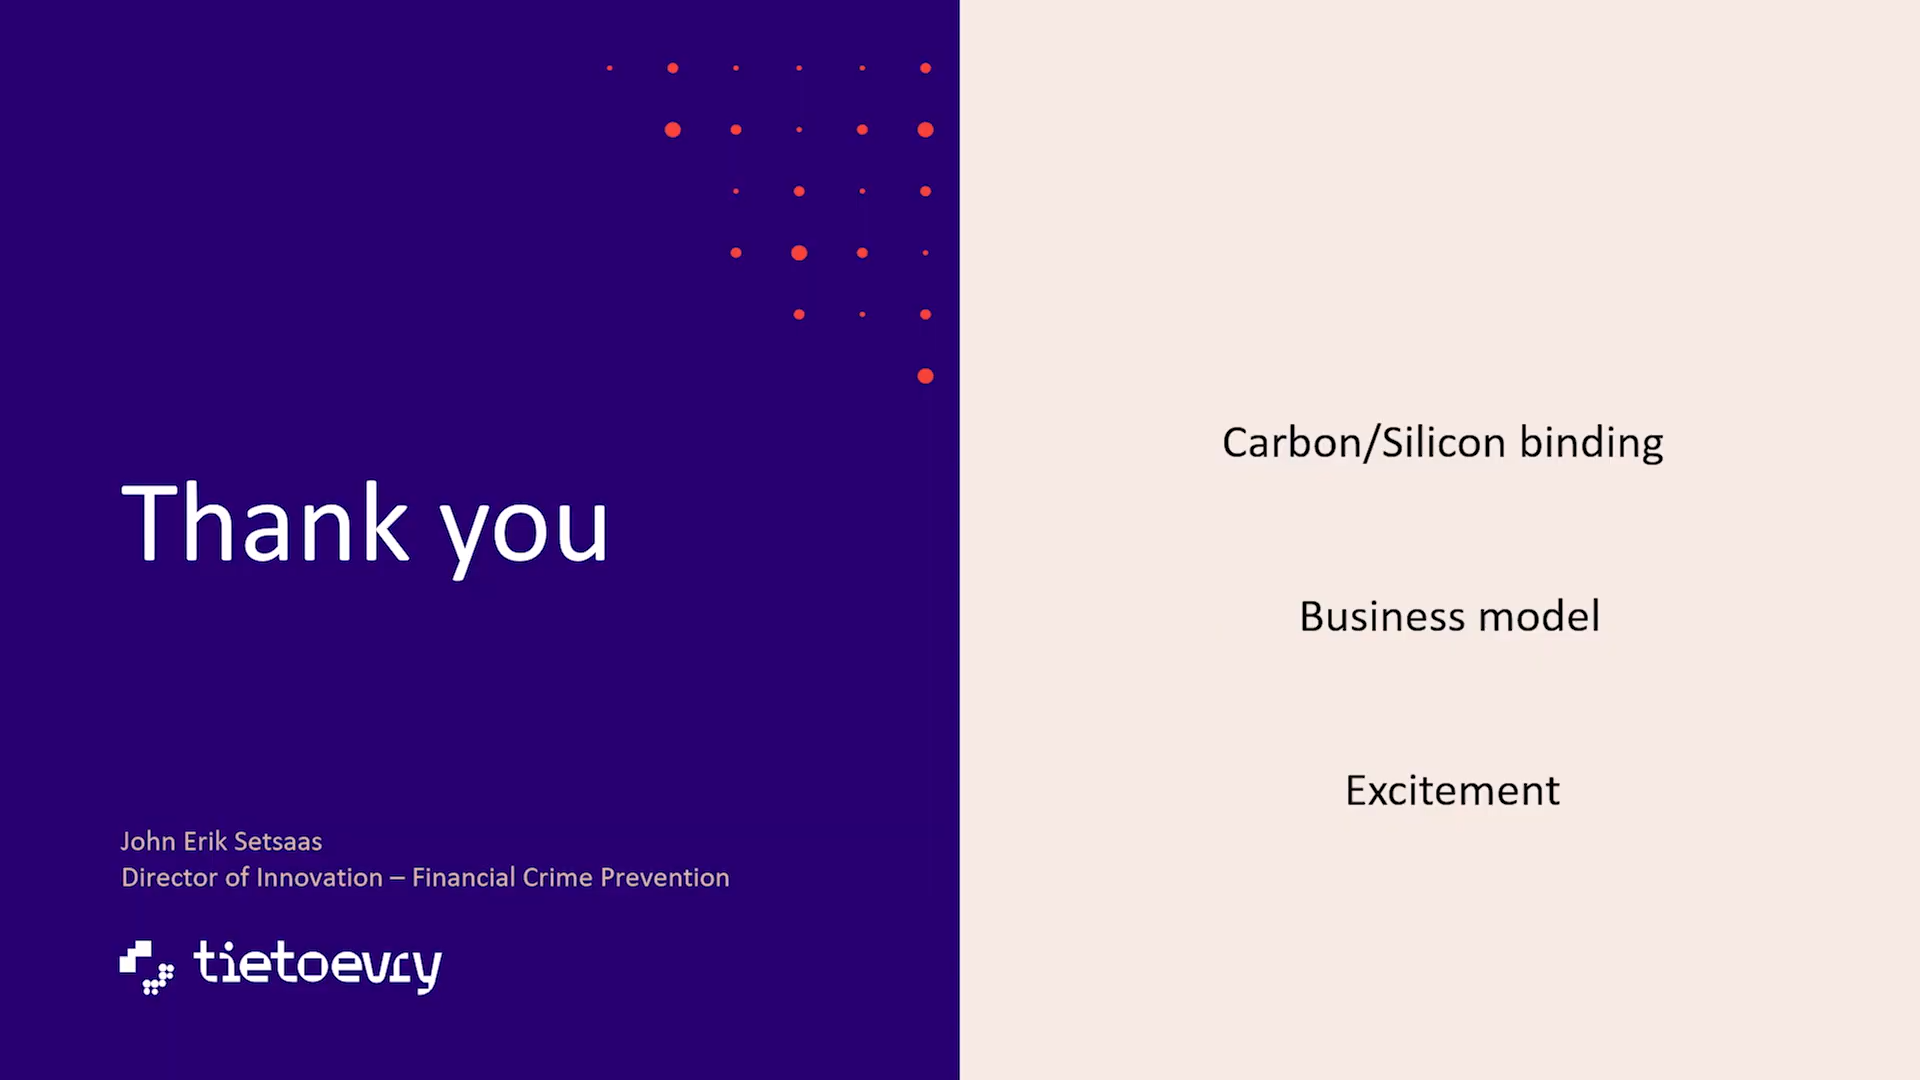 Thank you
John Erik Setsaas
Director of Innovation – Financial Crime Prevention
tietoevry
Carbon/Silicon binding
Business model
Excitement